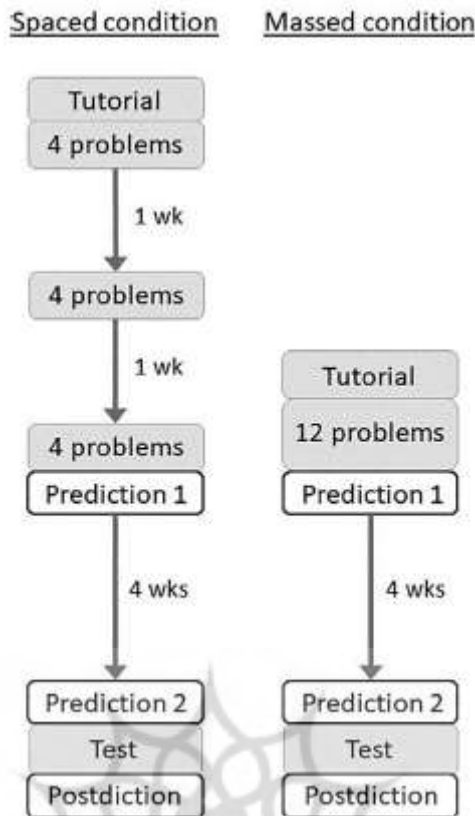 Spaced condition
Tutorial
4 problems
1 wk
4 problems
1 wk
4 problems
Prediction 1
4 wks
Prediction 2
Test
Postdiction
Massed condition
Tutorial
12 problems
Prediction 1
4 wks
Prediction 2
Test
Postdiction